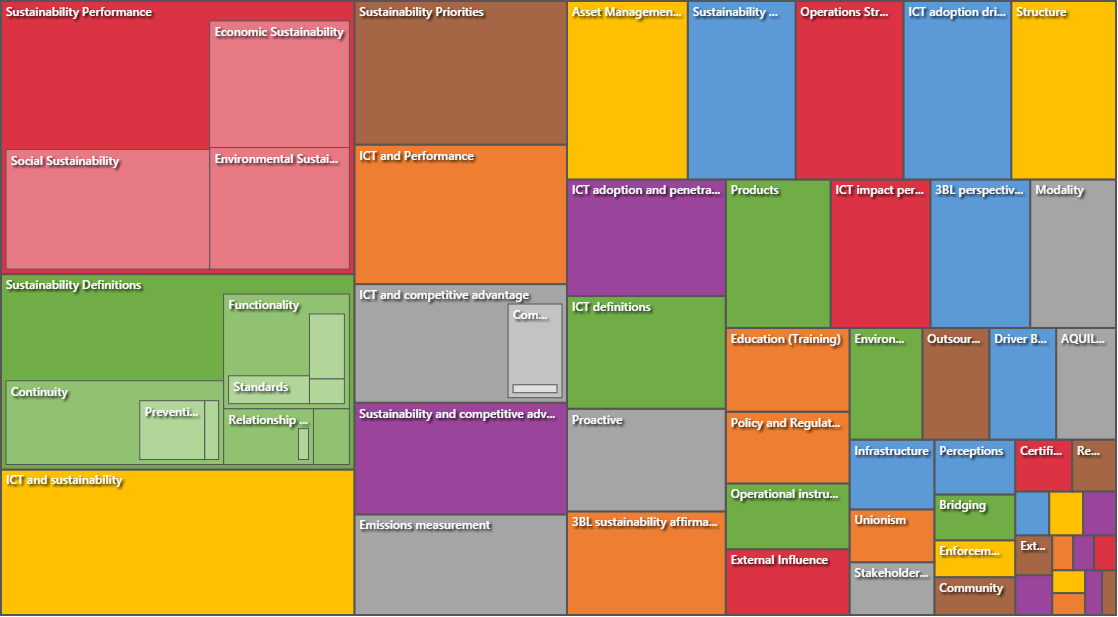 Sustainability Performance
Economic Sustainability
Social Sustainability
Environmental Sustai...
Sustainability Definitions
Functionality
Continuity
Preventi...
Standards
Relationship ...
ICT and sustainability
Sustainability Priorities
ICT and Performance
ICT and competitive advantage
Com...
Sustainability and competitive adv...
Emissions measurement
Asset Managemen...
Sustainability ...
Operations Str...
ICT adoption dri...
Structure
ICT adoption and penetra...
Products
ICT impact per...
3BL perspectiv...
Modality
ICT definitions
Education (Training)
Environ...
Outsour...
Driver B...
AQUIL...
Proactive
Policy and Regulat...
Infrastructure
Perceptions
Certifi...
Re...
Operational instru...
Bridging
3BL sustainability affirma...
Unionism
External Influence
Enforcem...
Ext...
Stakeholder...
Community